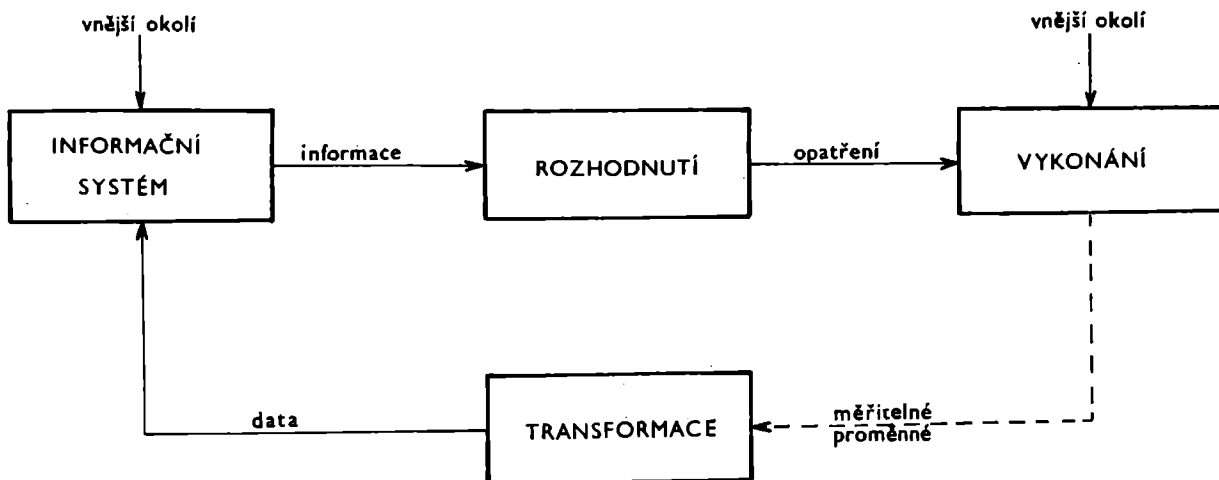 vnější okolí
vnější okolí
INFORMAČNÍ
SYSTÉM
informace
ROZHODNUTÍ
opatření
VYKONÁNÍ
data
TRANSFORMACE
měřitelné
proměnné